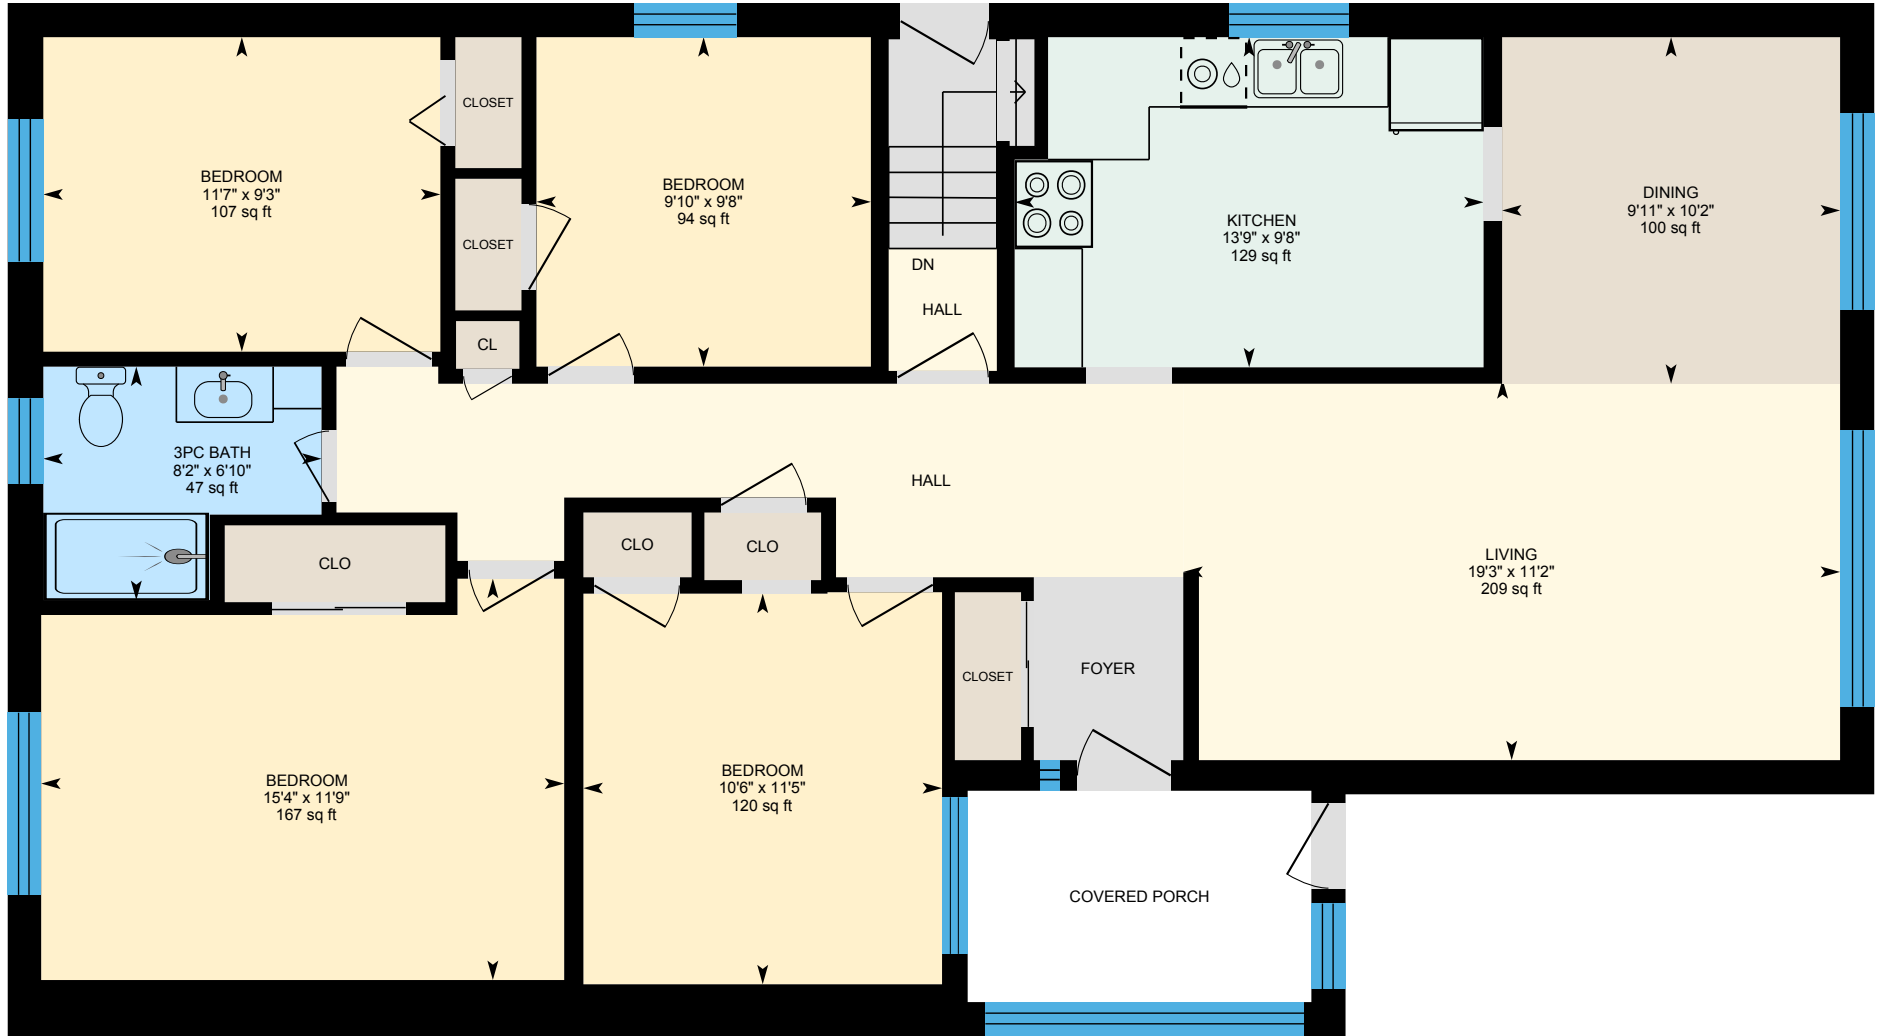 BEDROOM
11'7" x 9'3"
107 sq ft
CLOSET
CLOSET
CL
BEDROOM
9'10" x 9'8"
94 sq ft
DN
HALL
KITCHEN
13'9" x 9'8"
129 sq ft
DINING
9'11" x 10'2"
100 sq ft
3PC BATH
8'2" x 6'10"
47 sq ft
HALL
CLO
CLO
CLO
LIVING
19'3" x 11'2"
209 sq ft
BEDROOM
15'4" x 11'9"
167 sq ft
BEDROOM
10'6" x 11'5"
120 sq ft
CLOSET
FOYER
COVERED PORCH